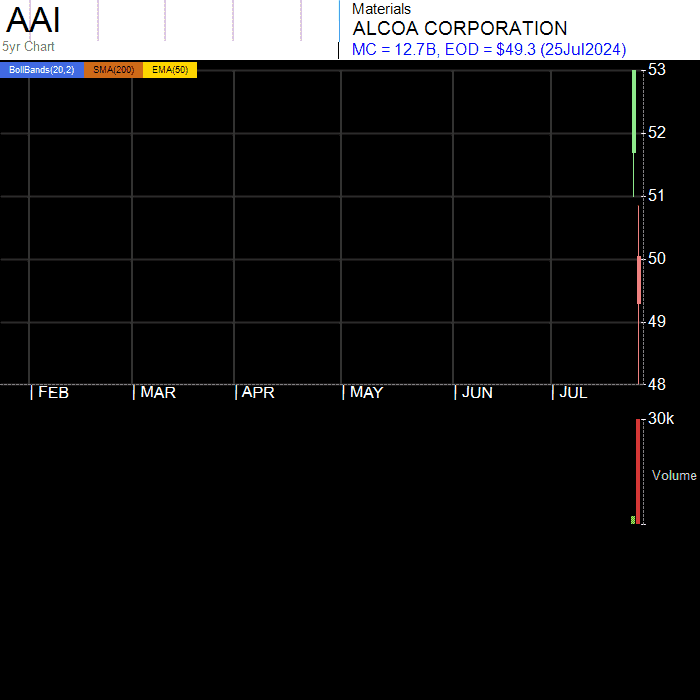 AAI
5yr Chart
Materials
ALCOA CORPORATION
MC = 12.7B, EOD = $49.3 (25Jul2024)
BollBands(20,2) SMA(200) EMA(50)
53
52
51
50
49
48
| FEB | MAR | APR | MAY | JUN | JUL
30k
Volume